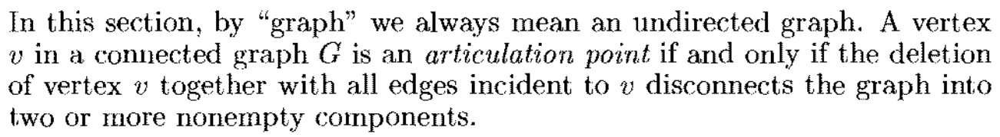 In this section, by “graph” we always mean an undirected graph. A vertex
v in a connected graph G is an articulation point if and only if the deletion
of vertex v together with all edges incident to v disconnects the graph into
two or more nonempty components.